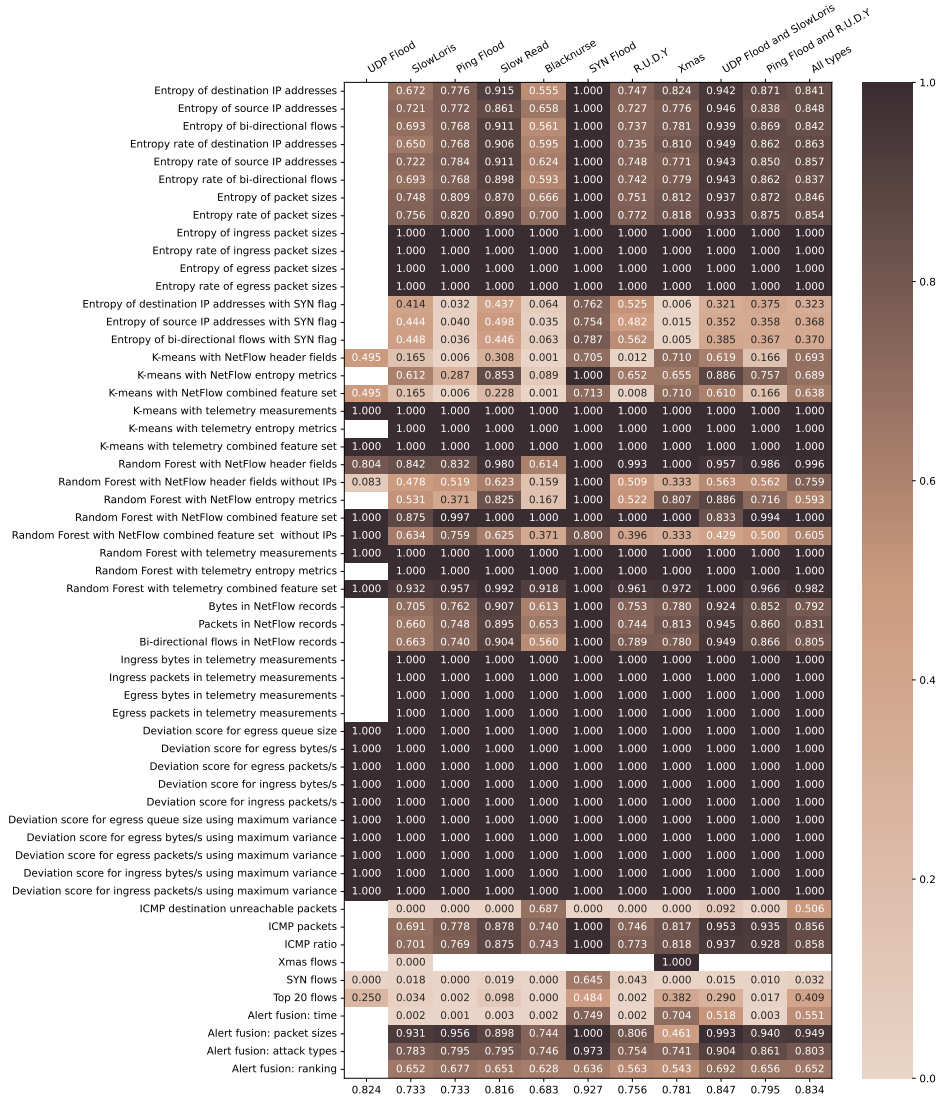 UDP Flood SlowLoris Ping Flood Slow Read Blacknurse SYN Flood R.U.D.Y Xmas UDP Flood and SlowLoris Ping Flood and R.U.D.Y All types
Entropy of destination IP addresses 0.672 0.776 0.915 0.555 1.000 0.747 0.824 0.942 0.871 0.841
Entropy of source IP addresses 0.721 0.772 0.861 0.658 1.000 0.727 0.776 0.946 0.838 0.848
Entropy of bi-directional flows 0.693 0.768 0.911 0.561 1.000 0.737 0.781 0.939 0.869 0.842
Entropy rate of destination IP addresses 0.650 0.768 0.906 0.595 1.000 0.735 0.810 0.949 0.862 0.863
Entropy rate of source IP addresses 0.722 0.784 0.911 0.624 1.000 0.748 0.771 0.943 0.850 0.857
Entropy rate of bi-directional flows 0.693 0.768 0.898 0.593 1.000 0.742 0.779 0.943 0.862 0.837
Entropy of packet sizes 0.748 0.809 0.870 0.666 1.000 0.751 0.812 0.937 0.872 0.846
Entropy rate of packet sizes 0.756 0.820 0.890 0.700 1.000 0.772 0.818 0.933 0.875 0.854
Entropy of ingress packet sizes 1.000 1.000 1.000 1.000 1.000 1.000 1.000 1.000 1.000 1.000
Entropy rate of ingress packet sizes 1.000 1.000 1.000 1.000 1.000 1.000 1.000 1.000 1.000 1.000
Entropy of egress packet sizes 1.000 1.000 1.000 1.000 1.000 1.000 1.000 1.000 1.000 1.000
Entropy rate of egress packet sizes 1.000 1.000 1.000 1.000 1.000 1.000 1.000 1.000 1.000 1.000
Entropy of destination IP addresses with SYN flag 0.414 0.032 0.437 0.064 0.762 0.525 0.006 0.321 0.375 0.323
Entropy of source IP addresses with SYN flag 0.444 0.040 0.498 0.035 0.754 0.482 0.015 0.352 0.358 0.368
Entropy of bi-directional flows with SYN flag 0.448 0.036 0.446 0.063 0.787 0.562 0.005 0.385 0.367 0.370
K-means with NetFlow header fields 0.495 0.165 0.006 0.308 0.001 0.705 0.012 0.710 0.619 0.166 0.693
K-means with NetFlow entropy metrics 0.612 0.287 0.853 0.089 1.000 0.652 0.655 0.886 0.757 0.689
K-means with NetFlow combined feature set 0.495 0.165 0.006 0.228 0.001 0.713 0.008 0.710 0.610 0.166 0.638
K-means with telemetry measurements 1.000 1.000 1.000 1.000 1.000 1.000 1.000 1.000 1.000 1.000 1.000
K-means with telemetry entropy metrics 1.000 1.000 1.000 1.000 1.000 1.000 1.000 1.000 1.000 1.000
K-means with telemetry combined feature set 1.000 1.000 1.000 1.000 1.000 1.000 1.000 1.000 1.000 1.000 1.000
Random Forest with NetFlow header fields 0.804 0.842 0.832 0.980 0.614 1.000 0.993 1.000 0.957 0.986 0.996
Random Forest with NetFlow header fields without IPs 0.083 0.478 0.519 0.623 0.159 1.000 0.509 0.333 0.563 0.562 0.759
Random Forest with NetFlow entropy metrics 0.531 0.371 0.825 0.167 1.000 0.522 0.807 0.886 0.716 0.593
Random Forest with NetFlow combined feature set 1.000 0.875 0.997 1.000 1.000 1.000 1.000 1.000 0.833 0.994 1.000
Random Forest with NetFlow combined feature set without IPs 1.000 0.634 0.759 0.625 0.371 0.800 0.396 0.333 0.429 0.500 0.605
Random Forest with telemetry measurements 1.000 1.000 1.000 1.000 1.000 1.000 1.000 1.000 1.000 1.000 1.000
Random Forest with telemetry entropy metrics 1.000 1.000 1.000 1.000 1.000 1.000 1.000 1.000 1.000 1.000
Random Forest with telemetry combined feature set 1.000 0.932 0.957 0.992 0.918 1.000 0.961 0.972 1.000 0.966 0.982
Bytes in NetFlow records 0.705 0.762 0.907 0.613 1.000 0.753 0.780 0.924 0.852 0.792
Packets in NetFlow records 0.660 0.748 0.895 0.653 1.000 0.744 0.813 0.945 0.860 0.831
Bi-directional flows in NetFlow records 0.663 0.740 0.904 0.560 1.000 0.789 0.780 0.949 0.866 0.805
Ingress bytes in telemetry measurements 1.000 1.000 1.000 1.000 1.000 1.000 1.000 1.000 1.000 1.000
Ingress packets in telemetry measurements 1.000 1.000 1.000 1.000 1.000 1.000 1.000 1.000 1.000 1.000
Egress bytes in telemetry measurements 1.000 1.000 1.000 1.000 1.000 1.000 1.000 1.000 1.000 1.000
Egress packets in telemetry measurements 1.000 1.000 1.000 1.000 1.000 1.000 1.000 1.000 1.000 1.000
Deviation score for egress queue size 1.000 1.000 1.000 1.000 1.000 1.000 1.000 1.000 1.000 1.000 1.000
Deviation score for egress bytes/s 1.000 1.000 1.000 1.000 1.000 1.000 1.000 1.000 1.000 1.000 1.000
Deviation score for egress packets/s 1.000 1.000 1.000 1.000 1.000 1.000 1.000 1.000 1.000 1.000 1.000
Deviation score for ingress bytes/s 1.000 1.000 1.000 1.000 1.000 1.000 1.000 1.000 1.000 1.000 1.000
Deviation score for ingress packets/s 1.000 1.000 1.000 1.000 1.000 1.000 1.000 1.000 1.000 1.000 1.000
Deviation score for egress queue size using maximum variance 1.000 1.000 1.000 1.000 1.000 1.000 1.000 1.000 1.000 1.000 1.000
Deviation score for egress bytes/s using maximum variance 1.000 1.000 1.000 1.000 1.000 1.000 1.000 1.000 1.000 1.000 1.000
Deviation score for egress packets/s using maximum variance 1.000 1.000 1.000 1.000 1.000 1.000 1.000 1.000 1.000 1.000 1.000
Deviation score for ingress bytes/s using maximum variance 1.000 1.000 1.000 1.000 1.000 1.000 1.000 1.000 1.000 1.000 1.000
Deviation score for ingress packets/s using maximum variance 1.000 1.000 1.000 1.000 1.000 1.000 1.000 1.000 1.000 1.000 1.000
ICMP destination unreachable packets 0.000 0.000 0.000 0.687 0.000 0.000 0.000 0.092 0.000 0.506
ICMP packets 0.691 0.778 0.878 0.740 1.000 0.746 0.817 0.953 0.935 0.856
ICMP ratio 0.701 0.769 0.875 0.743 1.000 0.773 0.818 0.937 0.928 0.858
Xmas flows 0.000 1.000
SYN flows 0.000 0.018 0.000 0.019 0.000 0.645 0.043 0.000 0.015 0.010 0.032
Top 20 flows 0.250 0.034 0.002 0.098 0.000 0.484 0.002 0.382 0.290 0.017 0.409
Alert fusion: time 0.002 0.001 0.003 0.002 0.749 0.002 0.704 0.518 0.003 0.551
Alert fusion: packet sizes 0.931 0.956 0.898 0.744 1.000 0.806 0.461 0.993 0.940 0.949
Alert fusion: attack types 0.783 0.795 0.795 0.746 0.973 0.754 0.741 0.904 0.861 0.803
Alert fusion: ranking 0.652 0.677 0.651 0.628 0.636 0.563 0.543 0.692 0.656 0.652
0.824 0.733 0.733 0.816 0.683 0.927 0.756 0.781 0.847 0.795 0.834
1.0
0.8
0.6
0.4
0.2
0.0